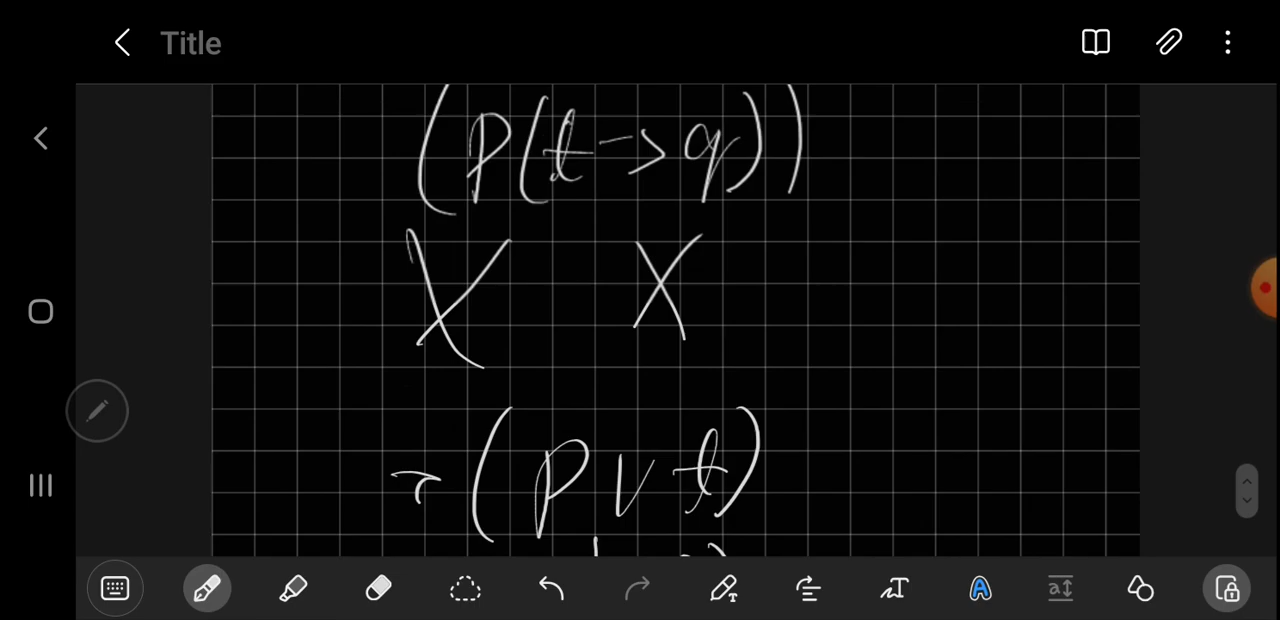 Title
(P(t->q))
X X
¬(p v t)